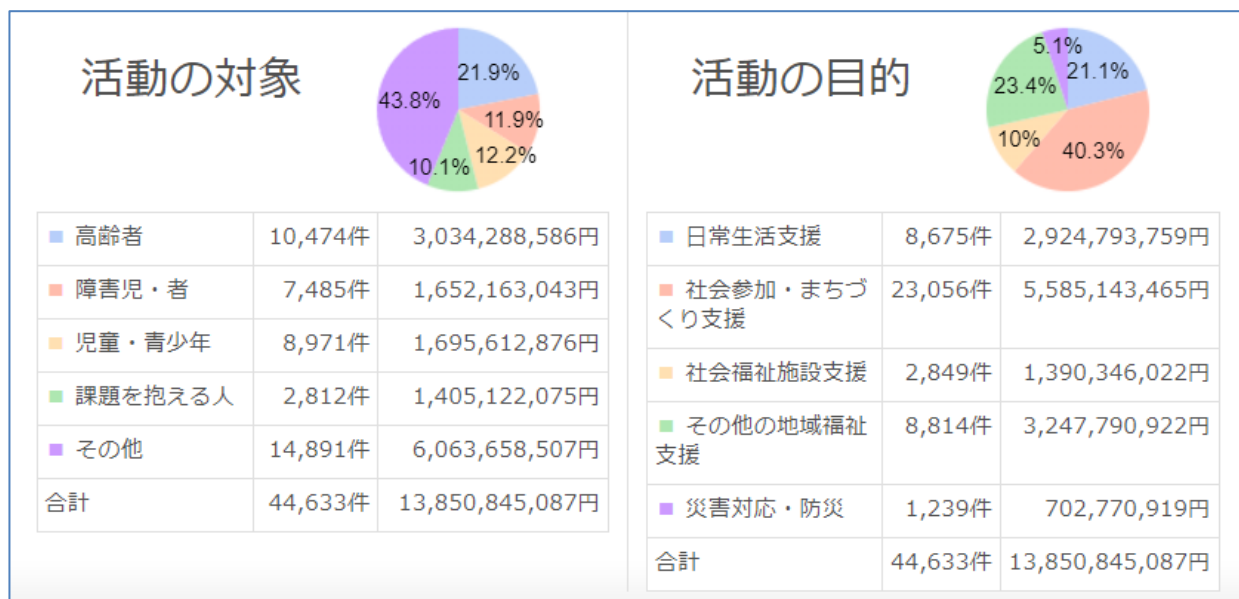 活動の対象
21.9%
43.8%
11.9%
12.2%
10.1%
高齢者 10,474件 3,034,288,586円
障害児・者 7,485件 1,652,163,043円
児童・青少年 8,971件 1,695,612,876円
課題を抱える人 2,812件 1,405,122,075円
その他 14,891件 6,063,658,507円
合計 44,633件 13,850,845,087円
活動の目的
5.1%
21.1%
23.4%
10%
40.3%
日常生活支援 8,675件 2,924,793,759円
社会参加・まちづ 23,056件 5,585,143,465円
くり支援
社会福祉施設支援 2,849件 1,390,346,022円
その他の地域福祉 8,814件 3,247,790,922円
支援
災害対応・防災 1,239件 702,770,919円
合計 44,633件 13,850,845,087円